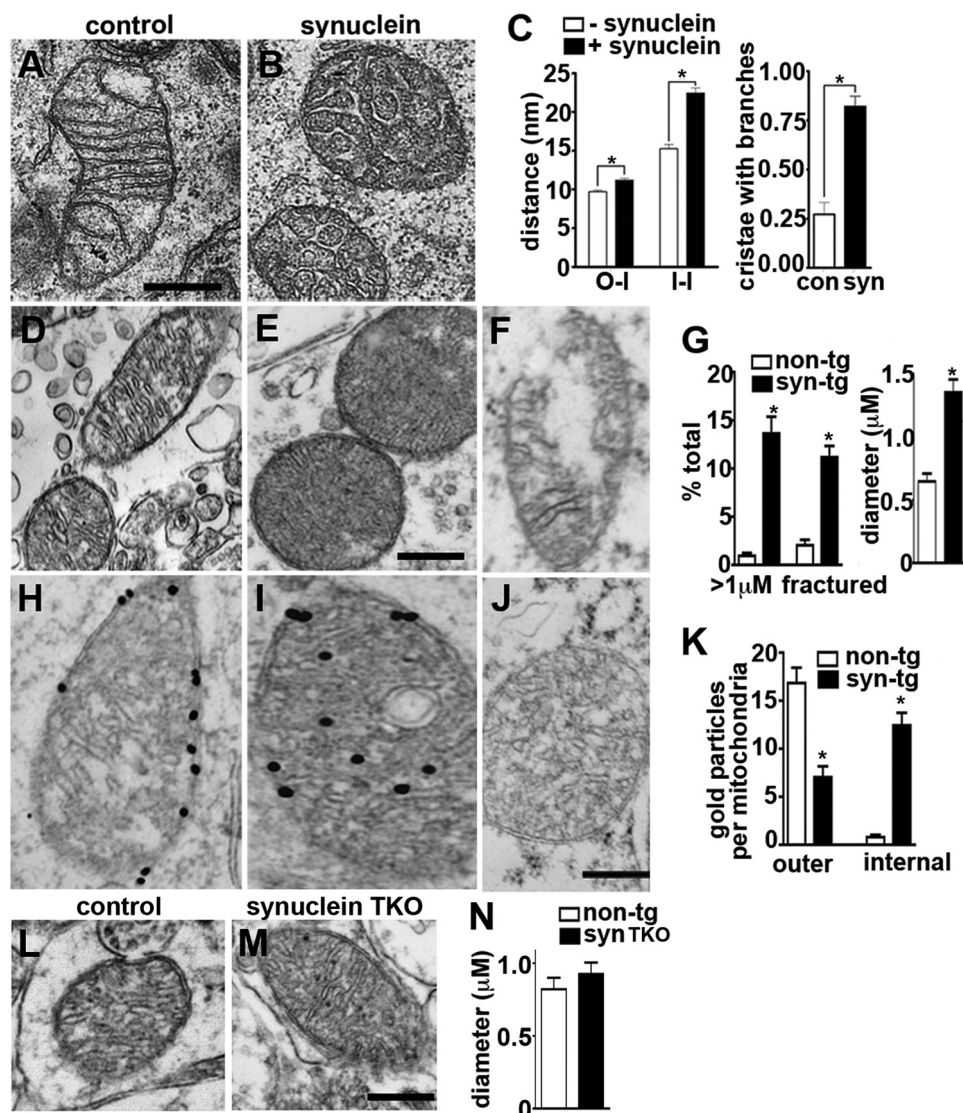 control
synuclein
A
B
C
- synuclein
+ synuclein
distance (nm)
25
20
15
10
5
0
*
*
O-I
I-I
cristae with branches
1.00
0.75
0.50
0.25
0.00
*
con syn
D
E
F
G
non-tg
syn-tg
% total
20
15
10
5
0
*
*
>1μM fractured
diameter (μM)
1.5
1.0
0.5
0
*
H
I
J
K
non-tg
syn-tg
gold particles
per mitochondria
20
15
10
5
0
*
*
outer
internal
control
synuclein TKO
L
M
N
non-tg
syn TKO
diameter (μM)
1.0
0.5
0